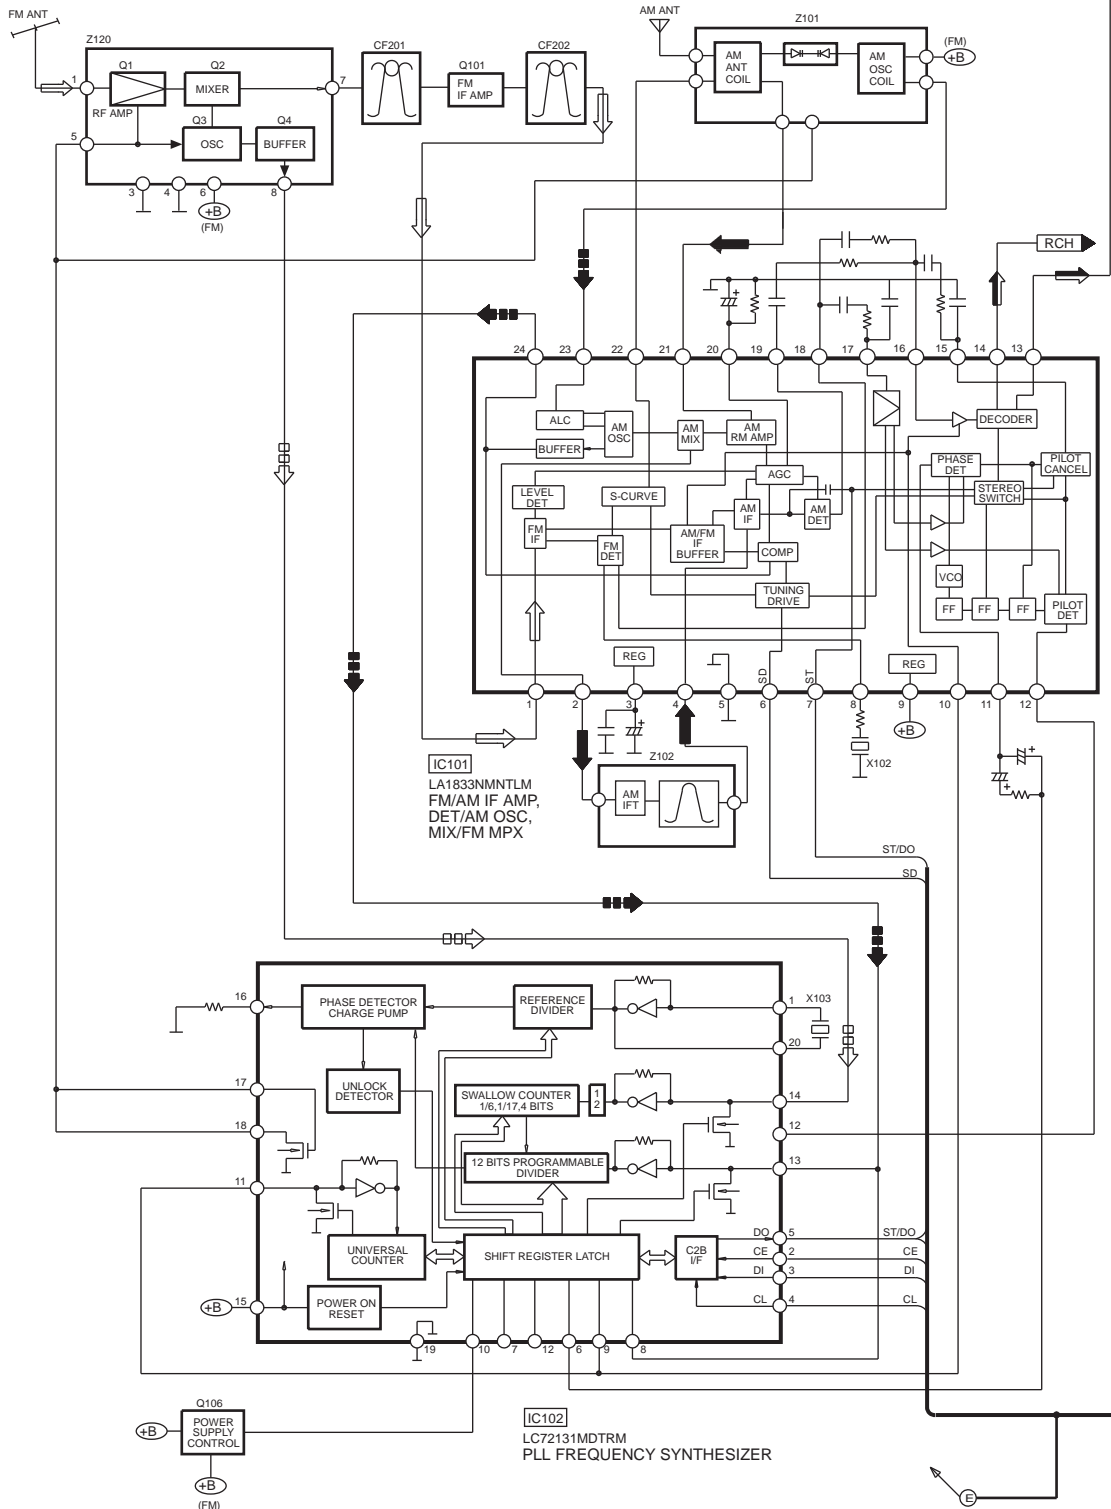 FM ANT
AM ANT
Z120
Z101
Q1
Q2
7
CF201
Q101
CF202
1
MIXER
FM
IF AMP
RF AMP
Q3
Q4
5
OSC
BUFFER
3
4
6
8
+B
(FM)
AM
ANT
COIL
AM
OSC
COIL
(FM)
+B
RCH
24
23
22
21
20
19
18
17
16
15
14
13
ALC
AM
OSC
AM
MIX
AM
RM AMP
BUFFER
AGC
LEVEL
DET
S-CURVE
FM
IF
FM
DET
AM/FM
IF
BUFFER
AM
IF
AM
DET
COMP
TUNING
DRIVE
DECODER
PHASE
DET
PILOT
CANCEL
STEREO
SWITCH
VCO
FF
FF
FF
PILOT
DET
REG
SD
ST
REG
1
2
3
4
5
6
7
8
9
10
11
12
+B
X102
IC101
LA1833NMNTLM
FM/AM IF AMP,
DET/AM OSC,
MIX/FM MPX
Z102
AM
IFT
ST/DO
SD
16
PHASE DETECTOR
CHARGE PUMP
REFERENCE
DIVIDER
1
X103
20
17
UNLOCK
DETECTOR
SWALLOW COUNTER
1/6,1/17,4 BITS
1
2
14
18
12
12 BITS PROGRAMMABLE
DIVIDER
13
11
UNIVERSAL
COUNTER
SHIFT REGISTER LATCH
C2B
I/F
DO
5
ST/DO
CE
2
CE
DI
3
DI
CL
4
CL
+B
15
POWER ON
RESET
19
10
7
12
6
9
8
Q106
+B
POWER
SUPPLY
CONTROL
+B
(FM)
IC102
LC72131MDTRM
PLL FREQUENCY SYNTHESIZER
E